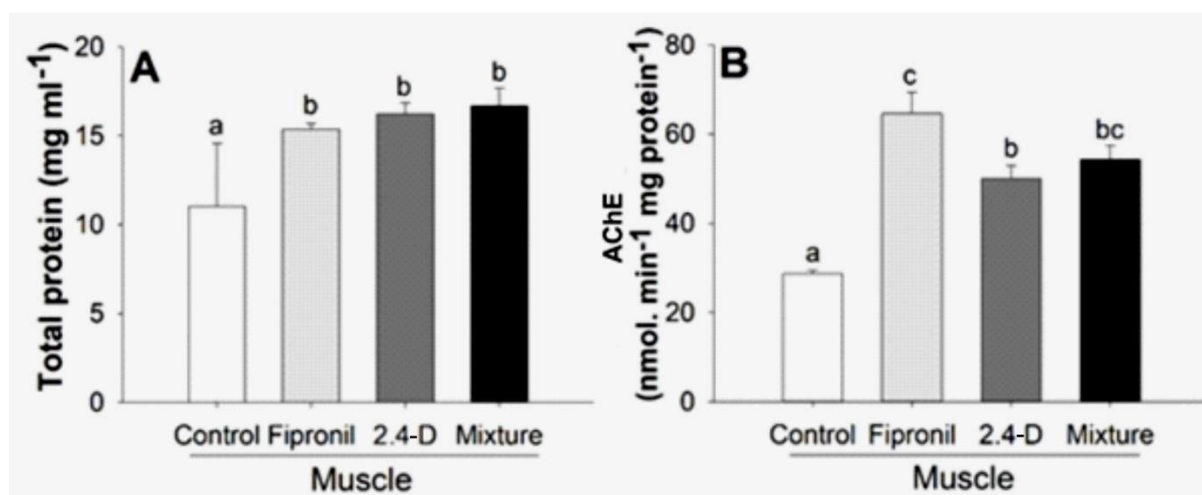 A
Total protein (mg ml⁻¹)
20
15
10
5
0
a
b
b
b
Control Fipronil 2.4-D Mixture
Muscle
B
AChE
(nmol. min⁻¹ mg protein⁻¹)
80
60
40
20
0
a
c
b
bc
Control Fipronil 2.4-D Mixture
Muscle